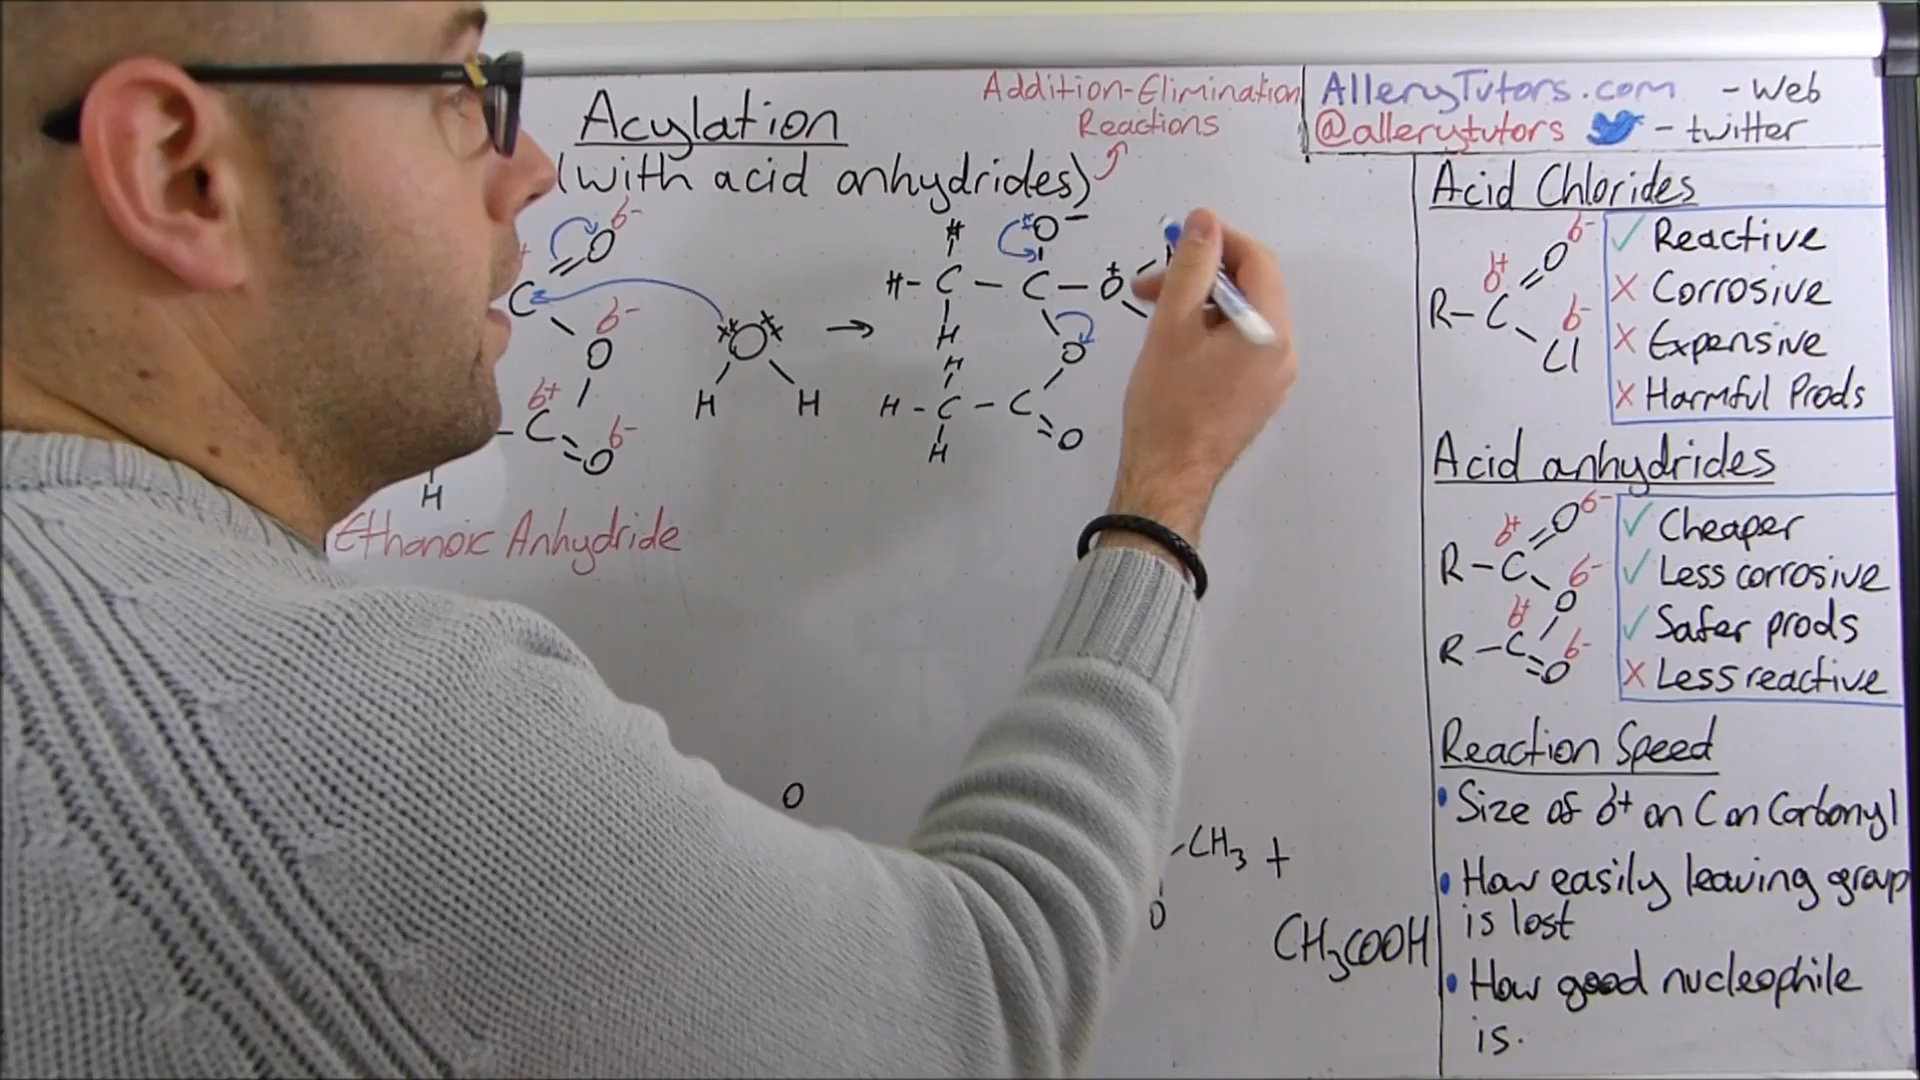 Acylation
(with acid anhydrides)
Addition-Elimination
Reactions
AlleryTutors.com - Web
@allerytutors - twitter
Acid Chlorides
δ-
O
δ+
R-C
δ-
Cl
✓ Reactive
X Corrosive
X Expensive
X Harmful Prods
Acid anhydrides
δ-
O
δ+
R-C
δ-
O
δ+
R-C
δ-
O
✓ Cheaper
✓ Less corrosive
✓ Safer prods
X Less reactive
Reaction Speed
• Size of δ+ on C on Carbonyl
• How easily leaving group
is lost
• How good nucleophile
is.
δ-
O
+
C
δ-
O
δ+
C
δ-
O
H
Ethanoic Anhydride
O
H H
→
H
H-C-C-O
O-
+
H
O
H
H-C-C
O
H
O
-CH3 +
O
CH3COOH